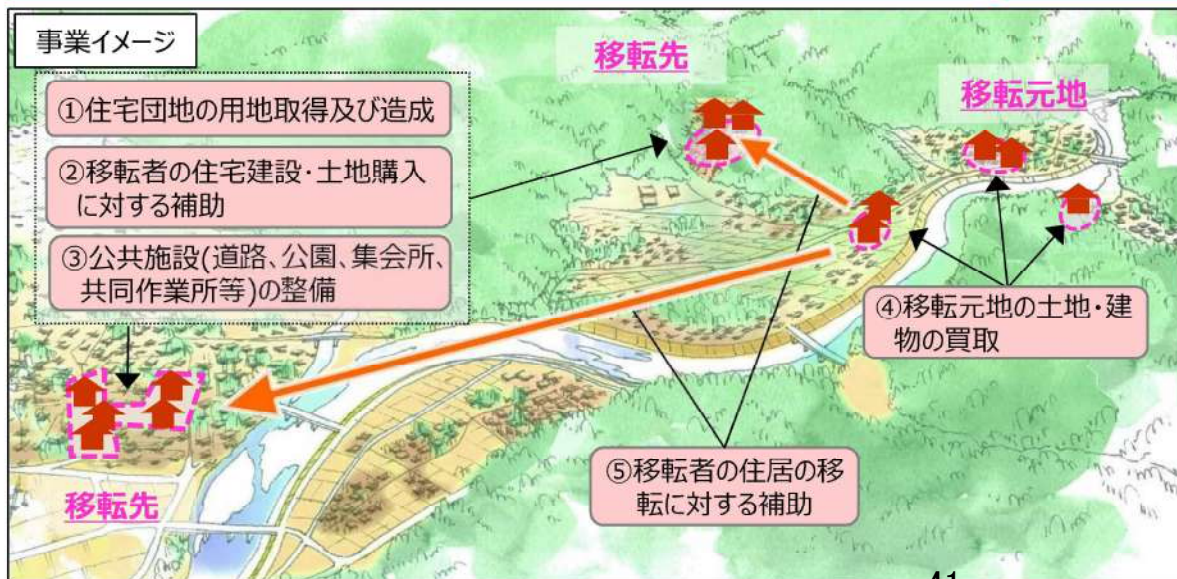 事業イメージ
①住宅団地の用地取得及び造成
②移転者の住宅建設・土地購入
に対する補助
③公共施設(道路、公園、集会所、
共同作業所等)の整備
移転先
移転元地
④移転元地の土地・建
物の買取
⑤移転者の住居の移
転に対する補助
移転先